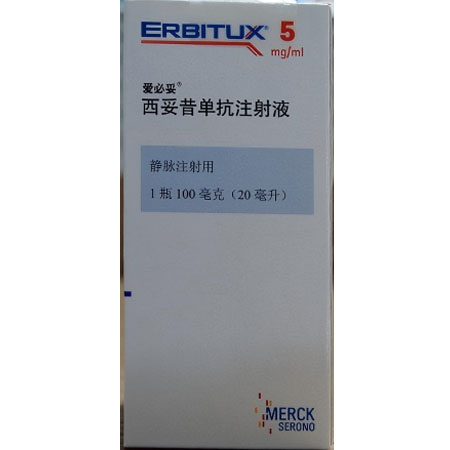 ERBITUX® 5
mg/ml
爱必妥®
西妥昔单抗注射液
静脉注射用
1 瓶 100 毫克（20 毫升）
MERCK
SERONO